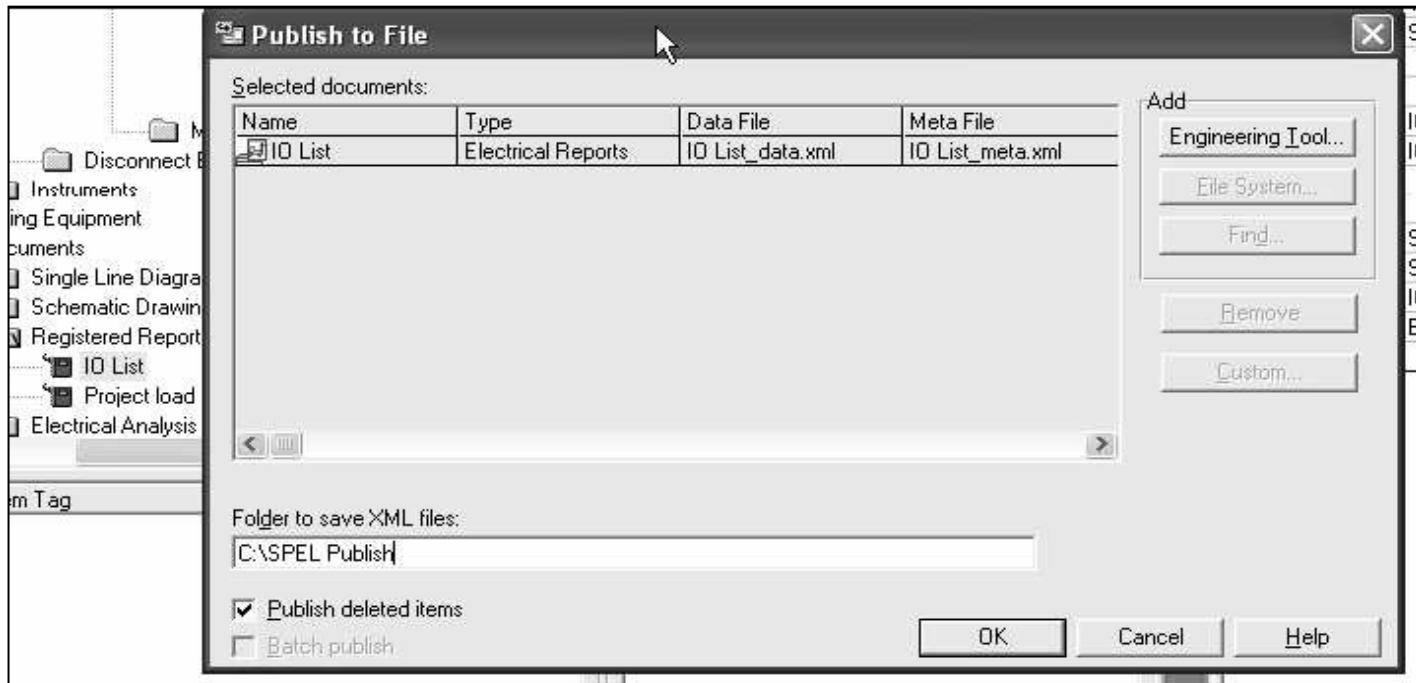 Publish to File
Selected documents:
Name Type Data File Meta File
IO List Electrical Reports IO List_data.xml IO List_meta.xml
Add
Engineering Tool...
File System...
Find...
Remove
Custom...
Disconnect
Instruments
ing Equipment
cuments
Single Line Diagra
Schematic Drawin
Registered Report
IO List
Project load
Electrical Analysis
em Tag
Folder to save XML files:
C:\SPEL Publish
Publish deleted items
Batch publish
OK Cancel Help